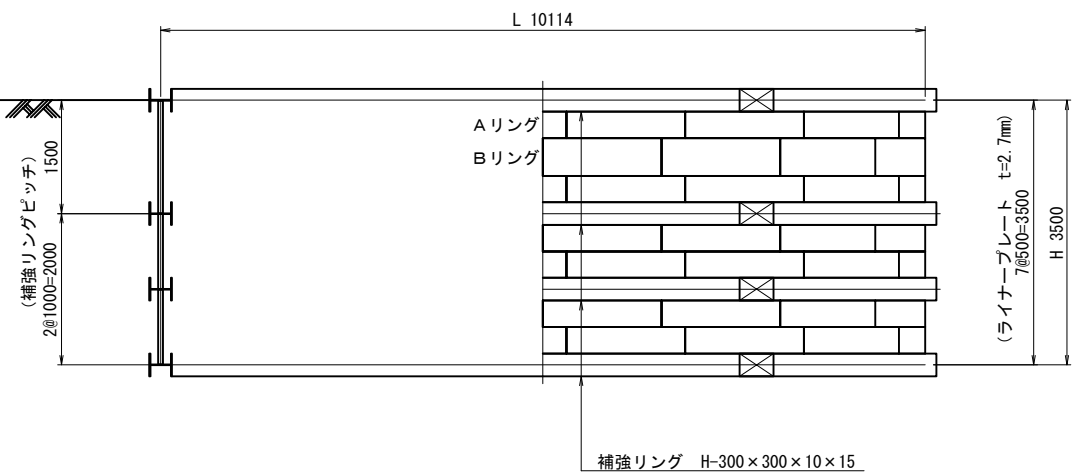 L 10114
Aリング
Bリング
(補強リングピッチ)
1500
2@1000=2000
(ライナープレート t=2.7mm)
7@500=3500
H 3500
補強リング H-300×300×10×15